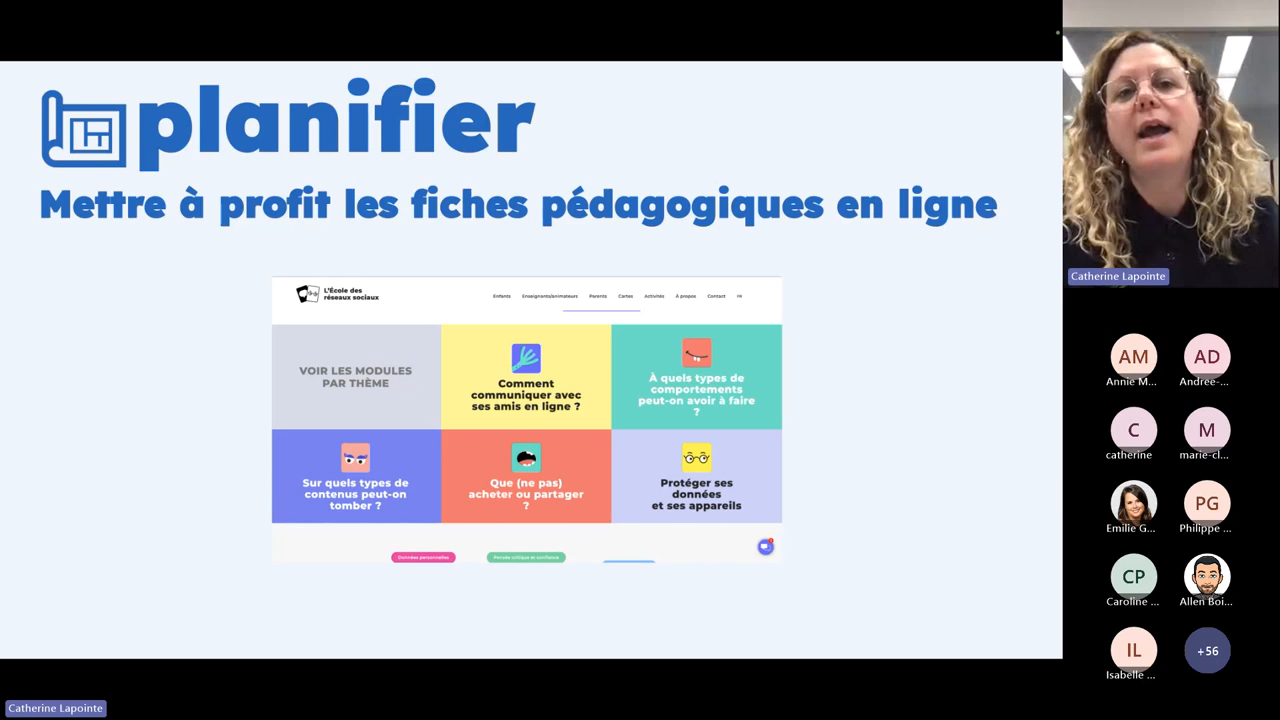 planifier
Mettre à profit les fiches pédagogiques en ligne
L'École des
réseaux sociaux
Enfants Enseignants/animateurs Parents Cartes Activités À propos Contact FR
VOIR LES MODULES
PAR THÈME
Comment
communiquer avec
ses amis en ligne ?
À quels types de
comportements
peut-on avoir à faire
?
Sur quels types de
contenus peut-on
tomber ?
Que (ne pas)
acheter ou partager
?
Protéger ses
données
et ses appareils
Données personnelles
Pensée critique et confiance
Catherine Lapointe
AM
Annie M...
AD
Andrée-...
C
catherine
M
marie-cl...
Emilie G...
PG
Philippe ...
CP
Caroline ...
Allen Boi...
IL
Isabelle ...
+56
Catherine Lapointe